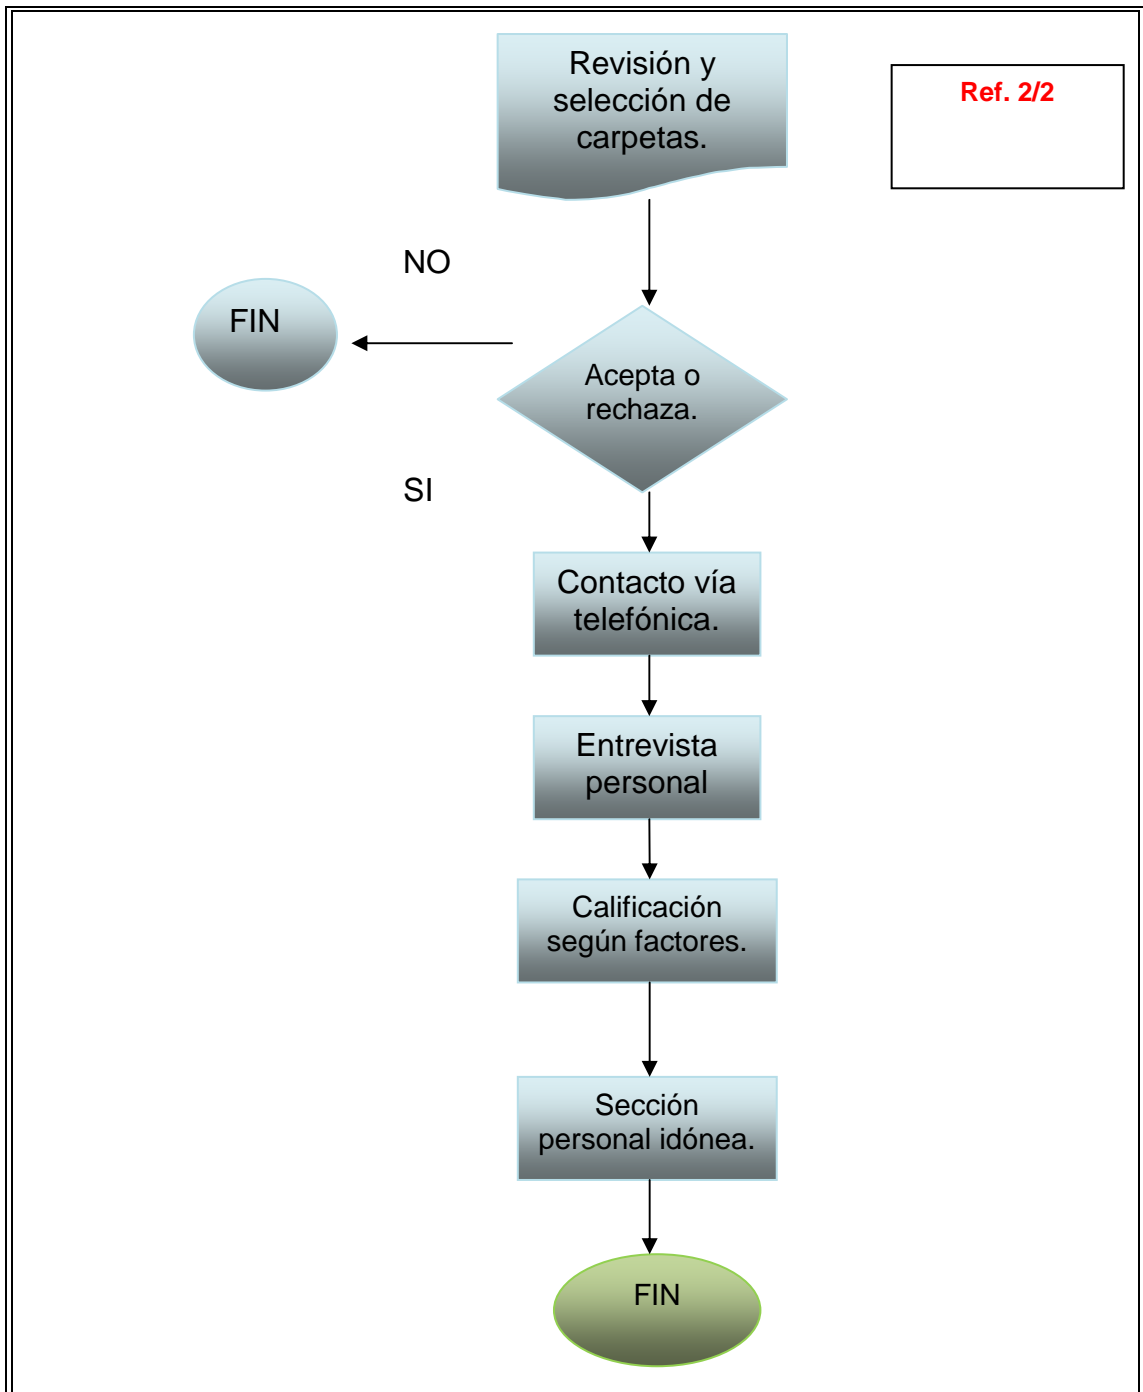 Revisión y
selección de
carpetas.
Ref. 2/2
NO
FIN
Acepta o
rechaza.
SI
Contacto vía
telefónica.
Entrevista
personal
Calificación
según factores.
Sección
personal idónea.
FIN